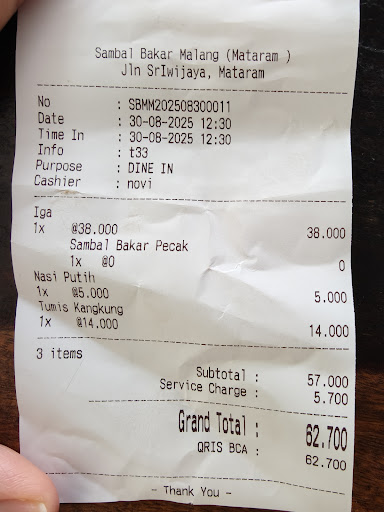 Sambal Bakar Malang (Mataram )
Jln SrIwijaya, Mataram
No : SBMM202508300011
Date : 30-08-2025 12:30
Time In : 30-08-2025 12:30
Info : t33
Purpose : DINE IN
Cashier : novi
Iga
1x @38.000 38.000
Sambal Bakar Pecak
1x @0 0
Nasi Putih
1x @5.000 5.000
Tumis Kangkung
1x @14.000 14.000
3 items
Subtotal : 57.000
Service Charge : 5.700
Grand Total : 62.700
QRIS BCA : 62.700
- Thank You -